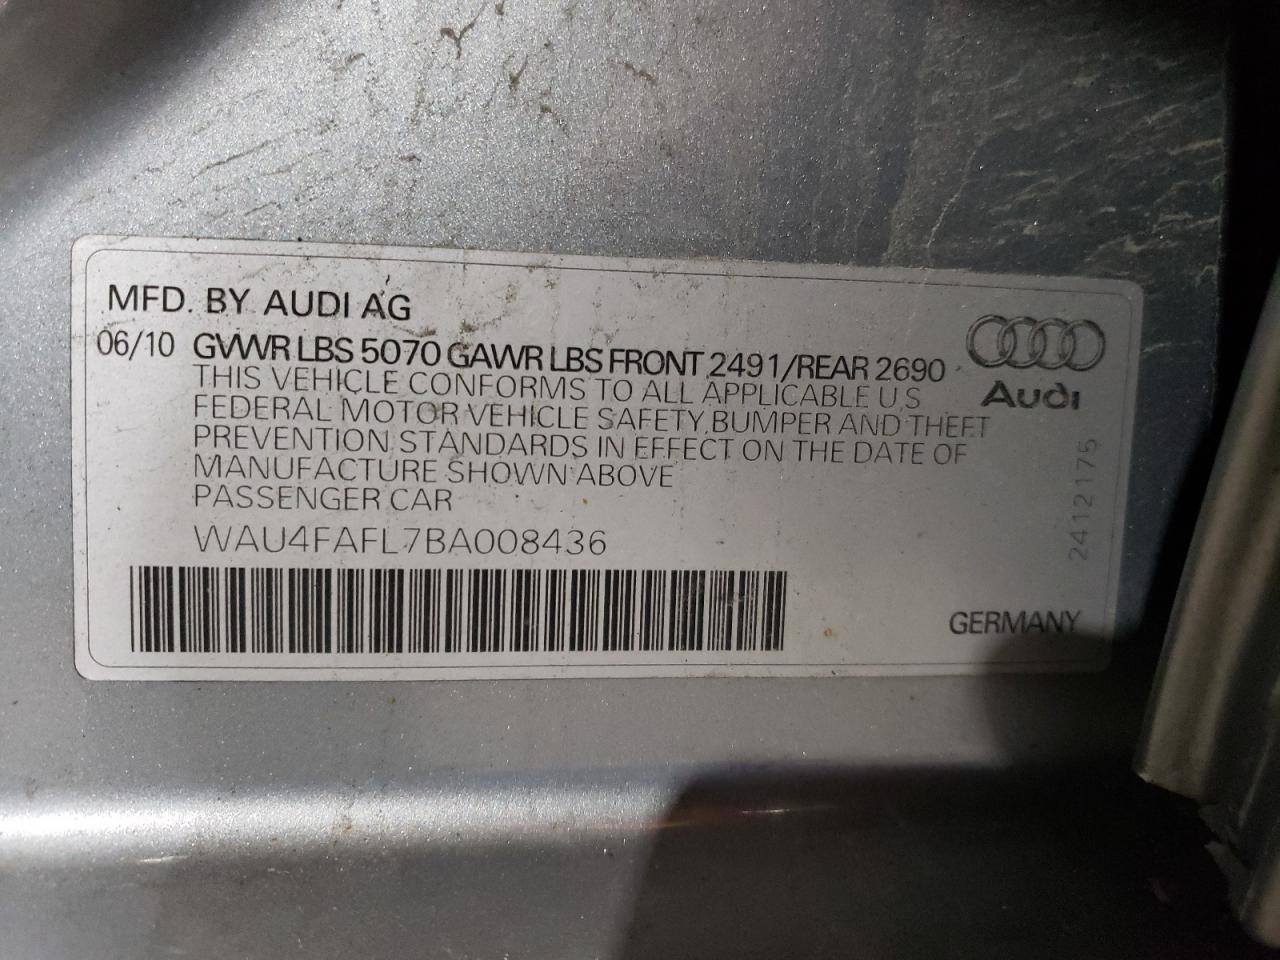 MFD. BY AUDI AG
06/10 GVWR LBS 5070 GAWR LBS FRONT 2491/REAR 2690
THIS VEHICLE CONFORMS TO ALL APPLICABLE U.S
FEDERAL MOTOR VEHICLE SAFETY, BUMPER AND THEFT
PREVENTION STANDARDS IN EFFECT ON THE DATE OF
MANUFACTURE SHOWN ABOVE
PASSENGER CAR
WAU4FAFL7BA008436
Audi
2412175
GERMANY